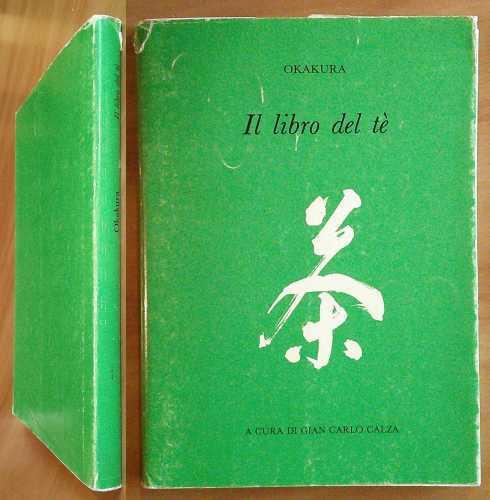 Il libro del tè
Okakura
OKAKURA
Il libro del tè
茶
A CURA DI GIAN CARLO CALZA